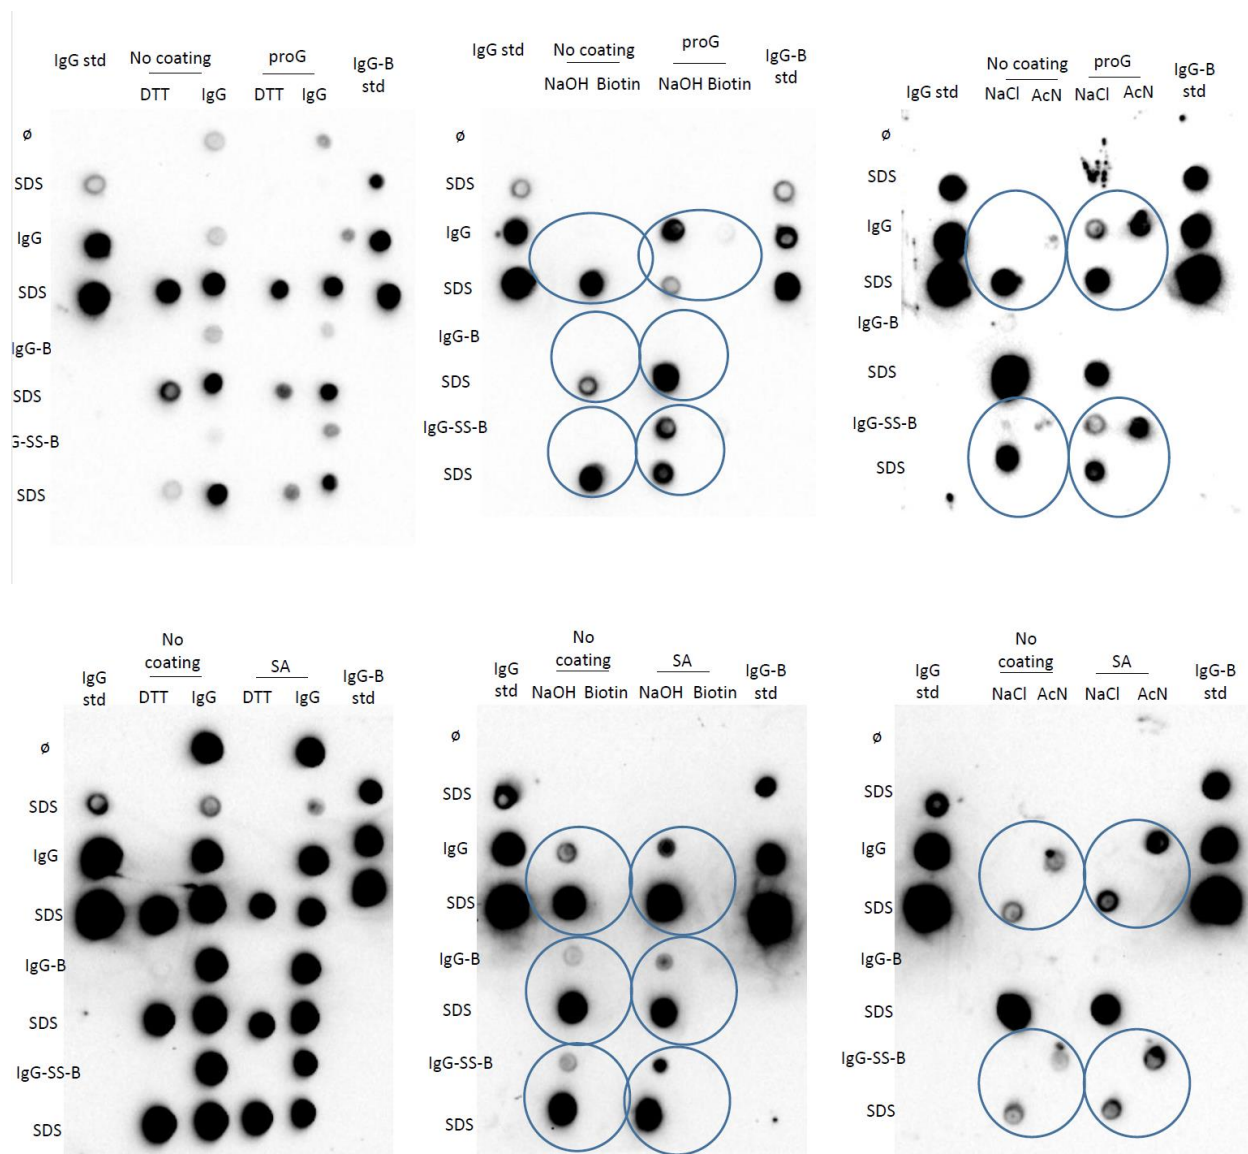 IgG std
No coating
proG
IgG-B
std
DTT
IgG
DTT
IgG
ø
SDS
IgG
SDS
IgG-B
SDS
G-SS-B
SDS
IgG std
No coating
proG
IgG-B
std
NaOH Biotin
NaOH Biotin
SDS
IgG
SDS
IgG-B
SDS
IgG-SS-B
SDS
No coating
proG
IgG-B
std
IgG std
NaCl
AcN
NaCl
AcN
ø
SDS
IgG
SDS
IgG-B
SDS
IgG-SS-B
SDS
IgG
std
No
coating
SA
IgG-B
std
DTT
IgG
DTT
IgG
ø
SDS
IgG
SDS
IgG-B
SDS
IgG-SS-B
SDS
IgG
std
No
coating
SA
IgG-B
std
NaOH Biotin
NaOH Biotin
ø
SDS
IgG
SDS
IgG-B
SDS
IgG-SS-B
SDS
IgG
std
No
coating
SA
IgG-B
std
NaCl
AcN
NaCl
AcN
ø
SDS
IgG
SDS
IgG-B
SDS
IgG-SS-B
SDS